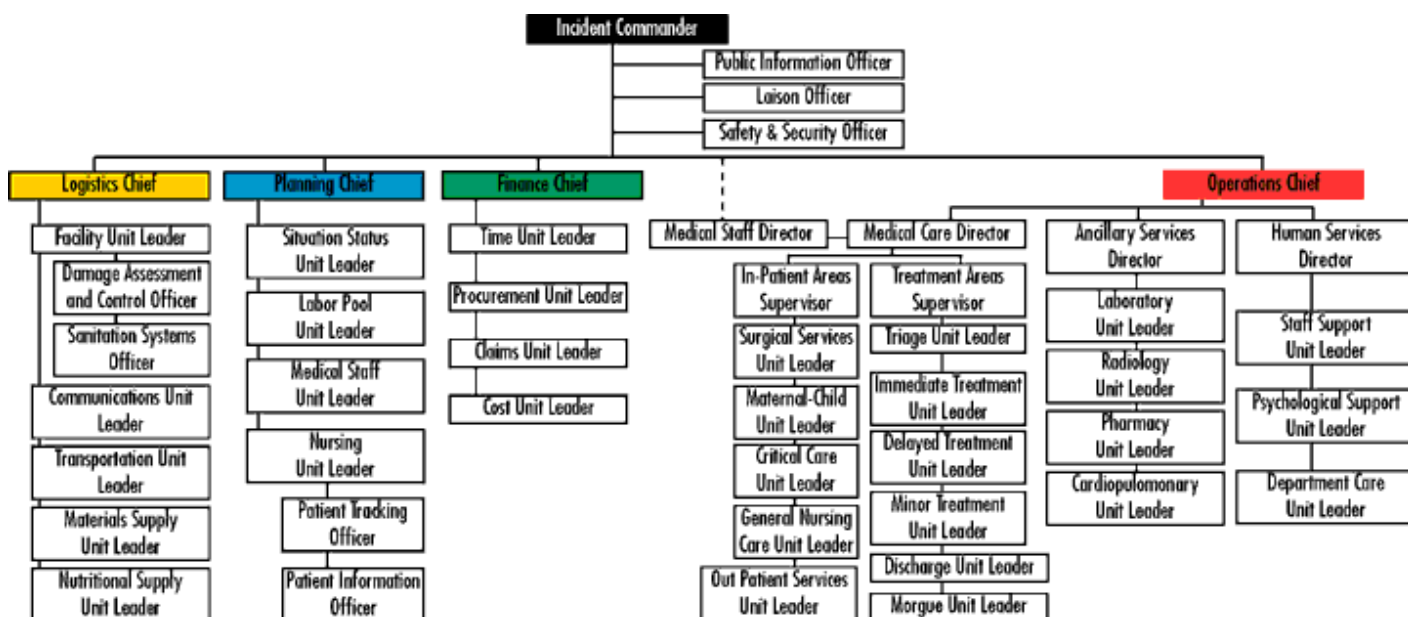 Incident Commander
Public Information Officer
Laison Officer
Safety & Security Officer
Logistics Chief
Planning Chief
Finance Chief
Operations Chief
Facility Unit Leader
Damage Assessment
and Control Officer
Sanitation Systems
Officer
Communications Unit
Leader
Transportation Unit
Leader
Materials Supply
Unit Leader
Nutritional Supply
Unit Leader
Situation Status
Unit Leader
Labor Pool
Unit Leader
Medical Staff
Unit Leader
Nursing
Unit Leader
Patient Tracking
Officer
Patient Information
Officer
Time Unit Leader
Procurement Unit Leader
Claims Unit Leader
Cost Unit Leader
Medical Staff Director
Medical Care Director
In-Patient Areas
Supervisor
Surgical Services
Unit Leader
Maternal-Child
Unit Leader
Critical Care
Unit Leader
General Nursing
Care Unit Leader
Out Patient Services
Unit Leader
Treatment Areas
Supervisor
Triage Unit Leader
Immediate Treatment
Unit Leader
Delayed Treatment
Unit Leader
Minor Treatment
Unit Leader
Discharge Unit Leader
Morgue Unit Leader
Ancillary Services
Director
Laboratory
Unit Leader
Radiology
Unit Leader
Pharmacy
Unit Leader
Cardiopulomonary
Unit Leader
Human Services
Director
Staff Support
Unit Leader
Psychological Support
Unit Leader
Department Care
Unit Leader